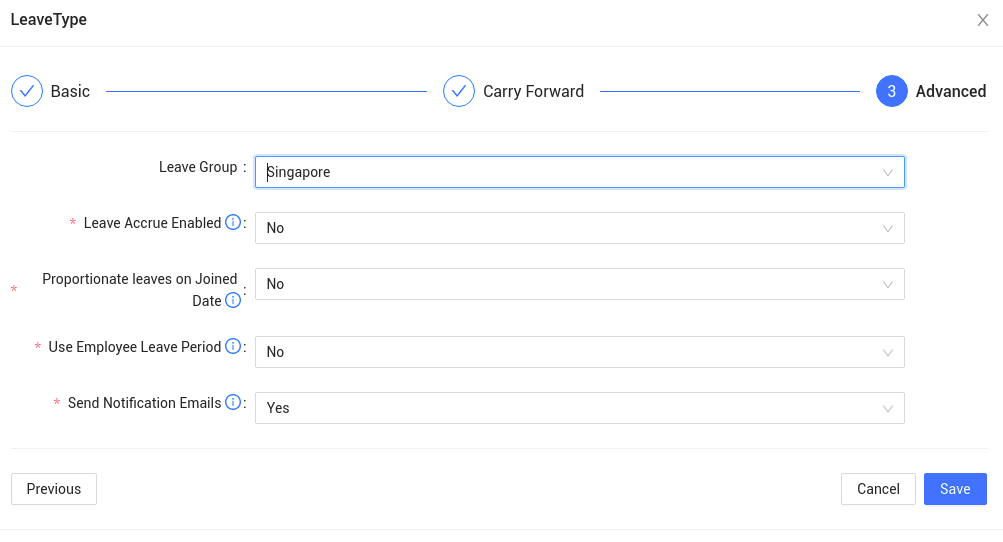 LeaveType
Basic
Carry Forward
3 Advanced
Leave Group : Singapore
* Leave Accrue Enabled : No
* Proportionate leaves on Joined
Date : No
* Use Employee Leave Period : No
* Send Notification Emails : Yes
Previous
Cancel
Save